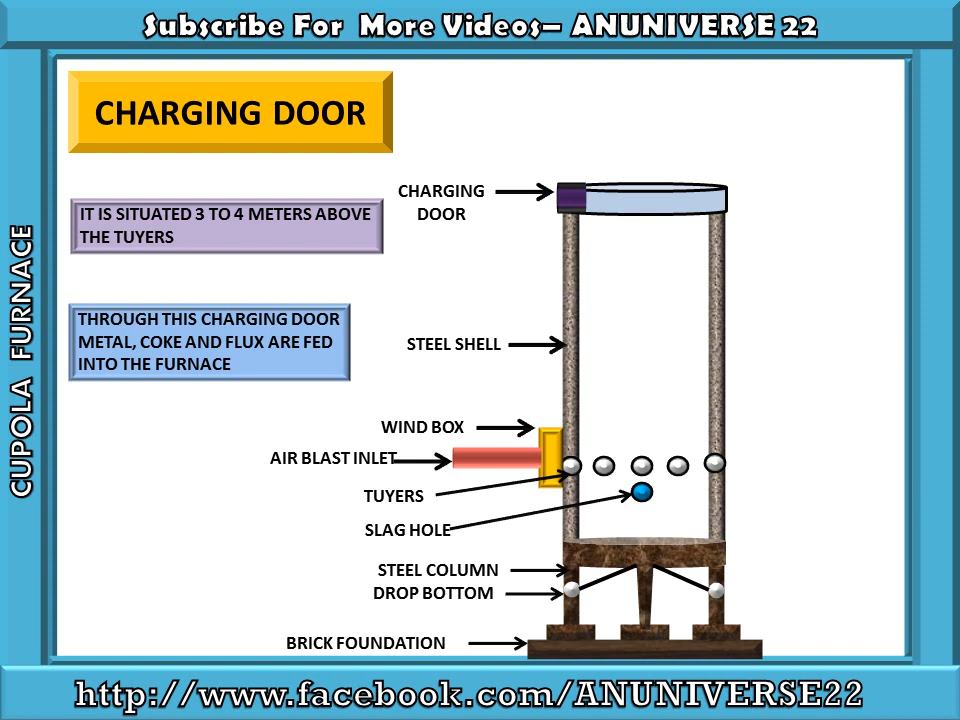 Subscribe For More Videos– ANUNIVERSE 22
CUPOLA FURNACE
CHARGING DOOR
IT IS SITUATED 3 TO 4 METERS ABOVE
THE TUYERS
THROUGH THIS CHARGING DOOR
METAL, COKE AND FLUX ARE FED
INTO THE FURNACE
CHARGING
DOOR
STEEL SHELL
WIND BOX
AIR BLAST INLET
TUYERS
SLAG HOLE
STEEL COLUMN
DROP BOTTOM
BRICK FOUNDATION
http://www.facebook.com/ANUNIVERSE22